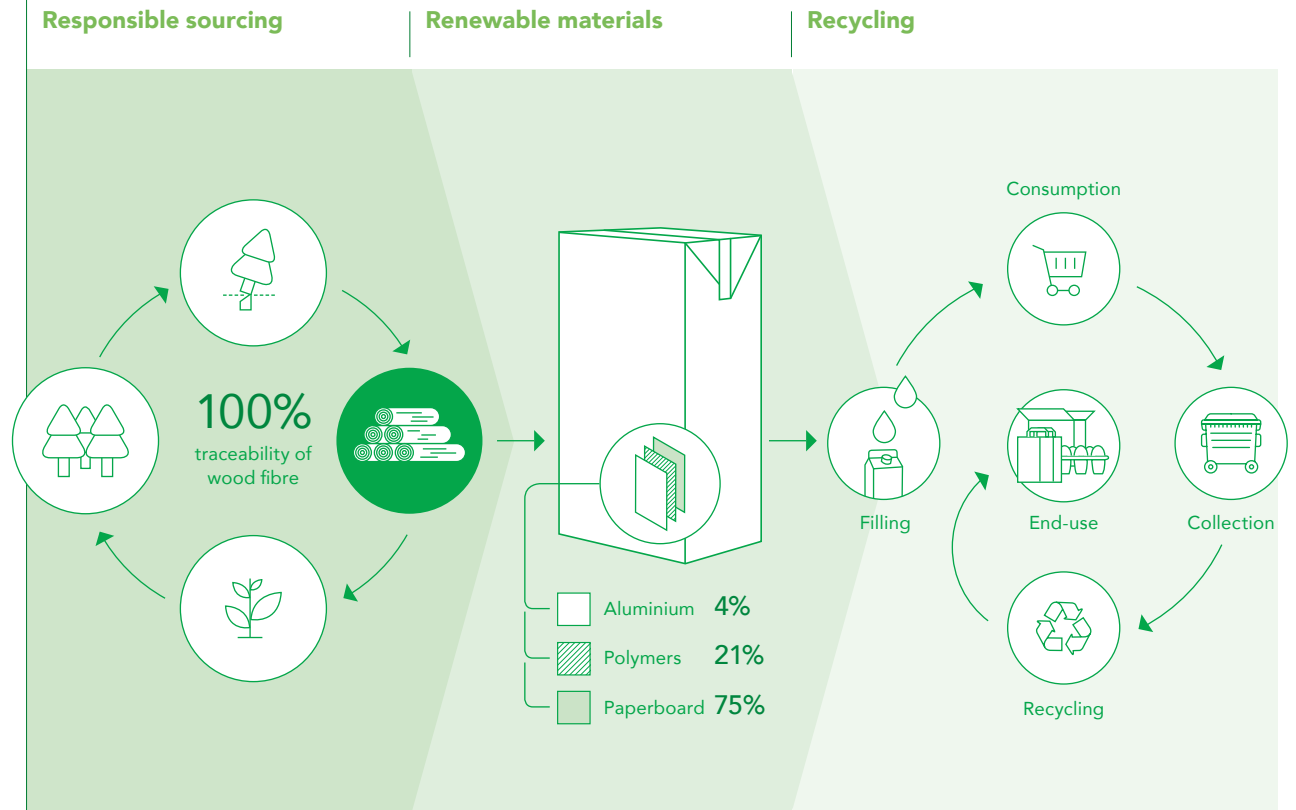 Responsible sourcing
Renewable materials
Recycling
100%
traceability of
wood fibre
Aluminium 4%
Polymers 21%
Paperboard 75%
Consumption
Filling
End-use
Collection
Recycling